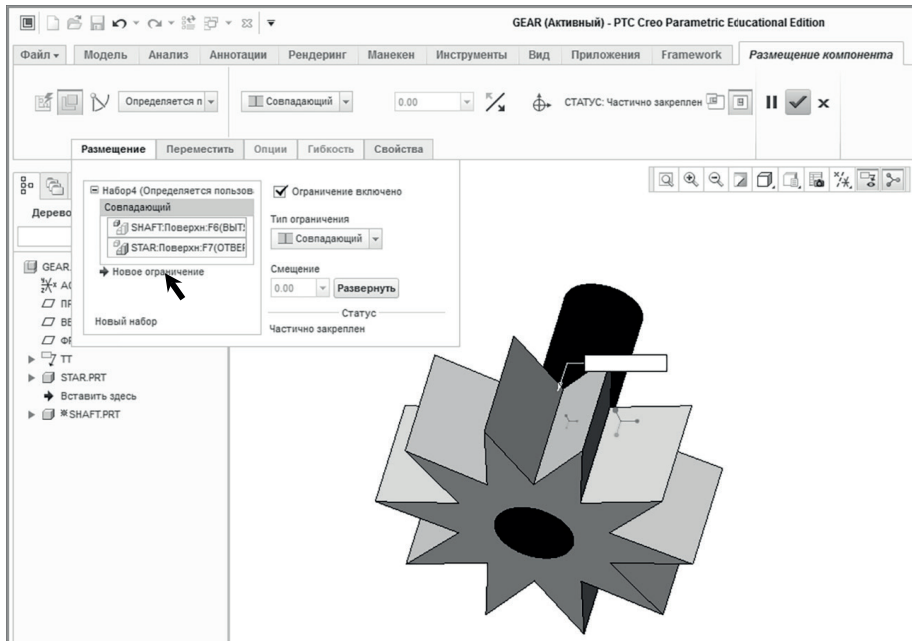 GEAR (Активный) - PTC Creo Parametric Educational Edition
Файл Модель Анализ Аннотации Рендеринг Манекен Инструменты Вид Приложения Framework Размещение компонента
Определяется п Совпадающий 0.00 СТАТУС: Частично закреплен
Размещение Переместить Опции Гибкость Свойства
Набор4 (Определяется пользов
Совпадающий
SHAFT:Поверхн:F6(ВЫТ
STAR:Поверхн:F7(ОТВЕ
Новое ограничение
Новый набор
Ограничение включено
Тип ограничения
Совпадающий
Смещение
0.00 Развернуть
Статус
Частично закреплен
Дерево
GEAR.
ПР
ВЕ
ТТ
STAR.PRT
Вставить здесь
SHAFT.PRT